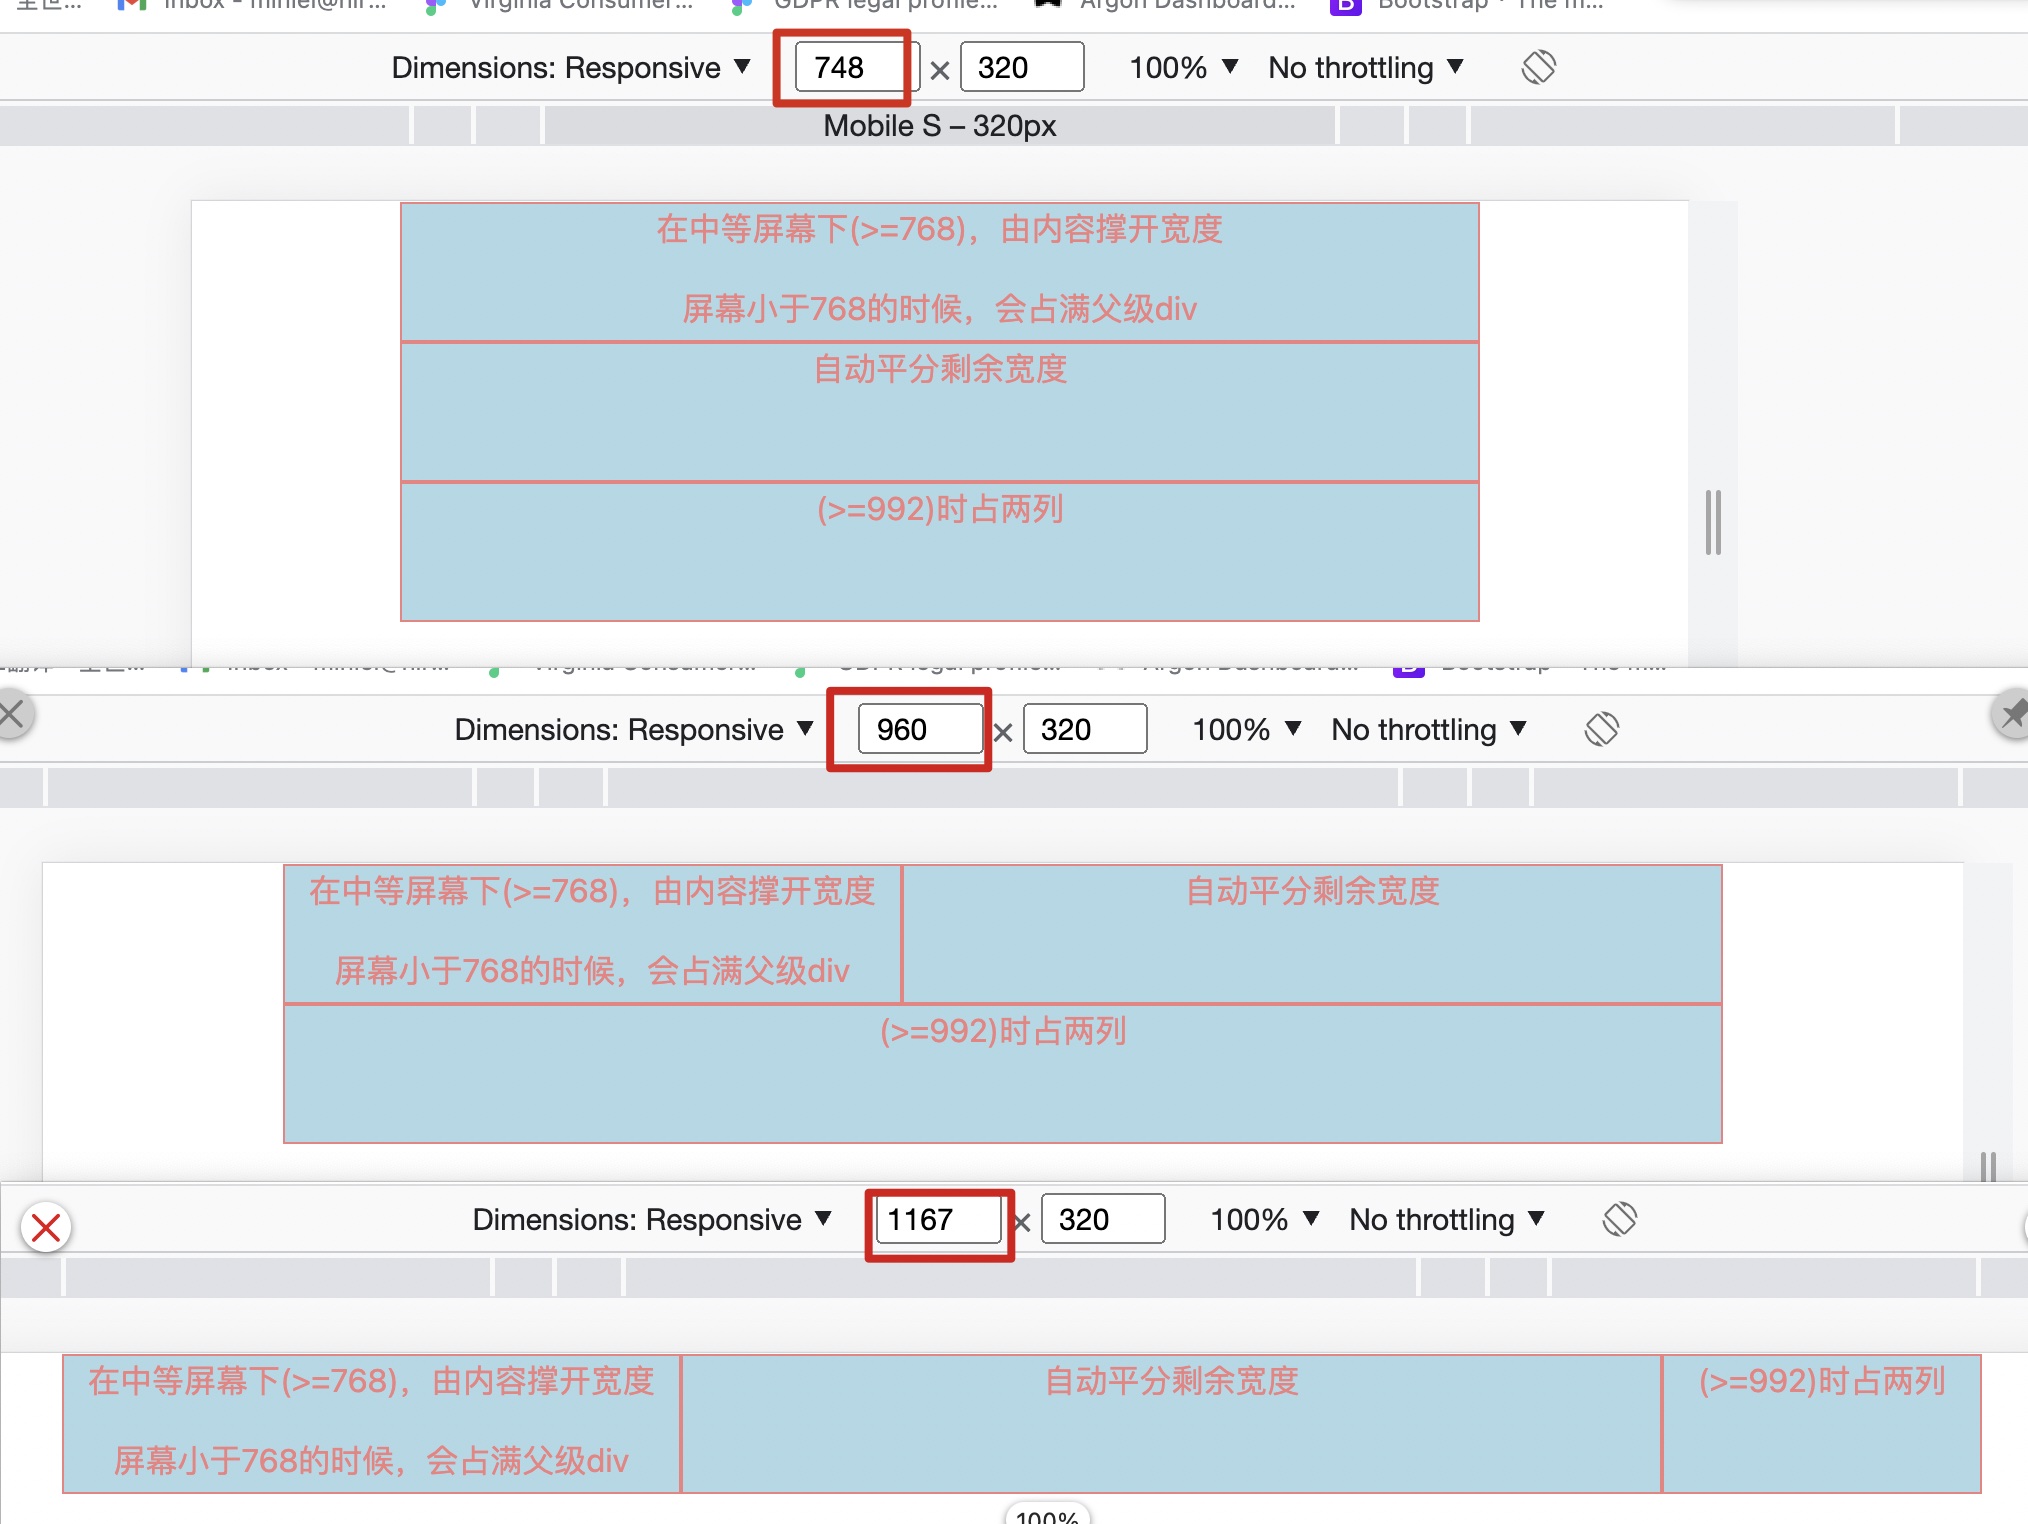 Dimensions: Responsive ▼ 748 × 320 100% ▼ No throttling ▼
Mobile S – 320px
在中等屏幕下(>=768)，由内容撑开宽度
屏幕小于768的时候，会占满父级div
自动平分剩余宽度
(>=992)时占两列
Dimensions: Responsive ▼ 960 × 320 100% ▼ No throttling ▼
在中等屏幕下(>=768)，由内容撑开宽度
屏幕小于768的时候，会占满父级div
自动平分剩余宽度
(>=992)时占两列
Dimensions: Responsive ▼ 1167 × 320 100% ▼ No throttling ▼
在中等屏幕下(>=768)，由内容撑开宽度
屏幕小于768的时候，会占满父级div
自动平分剩余宽度
(>=992)时占两列
100%